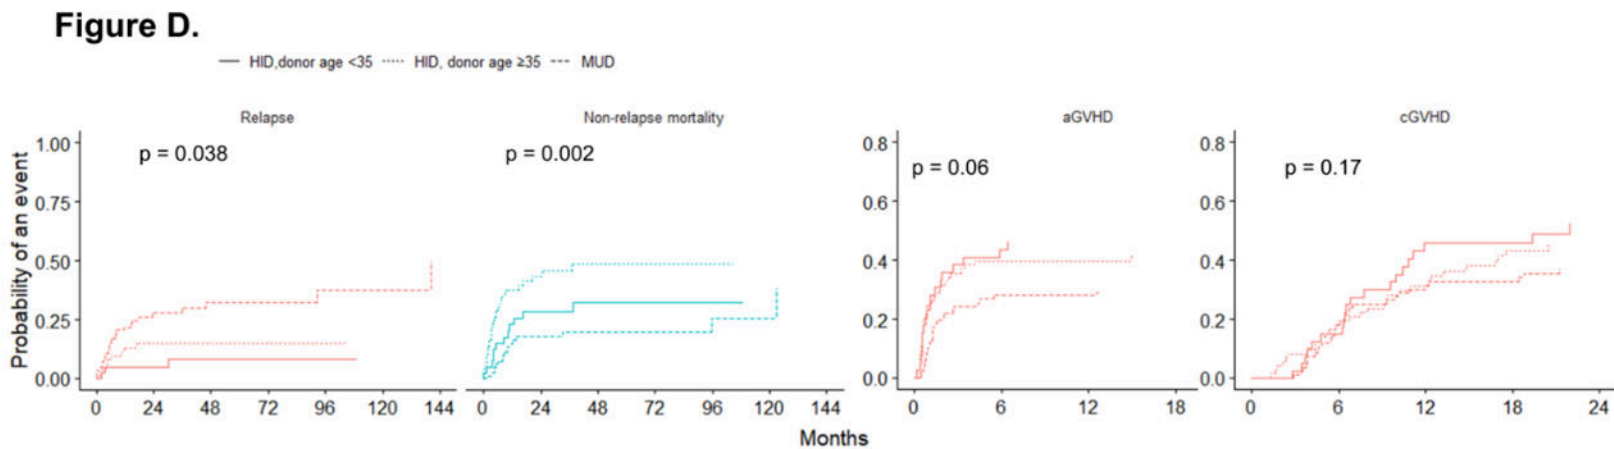 Figure D.
HID,donor age <35 HID, donor age ≥35 MUD
Relapse Non-relapse mortality aGVHD cGVHD
Probability of an event
1.00 0.75 0.50 0.25 0.00
p = 0.038
p = 0.002
0.8 0.6 0.4 0.2 0.0
p = 0.06
0.8 0.6 0.4 0.2 0.0
p = 0.17
0 24 48 72 96 120 144
0 24 48 72 96 120 144
0 6 12 18
0 6 12 18 24
Months